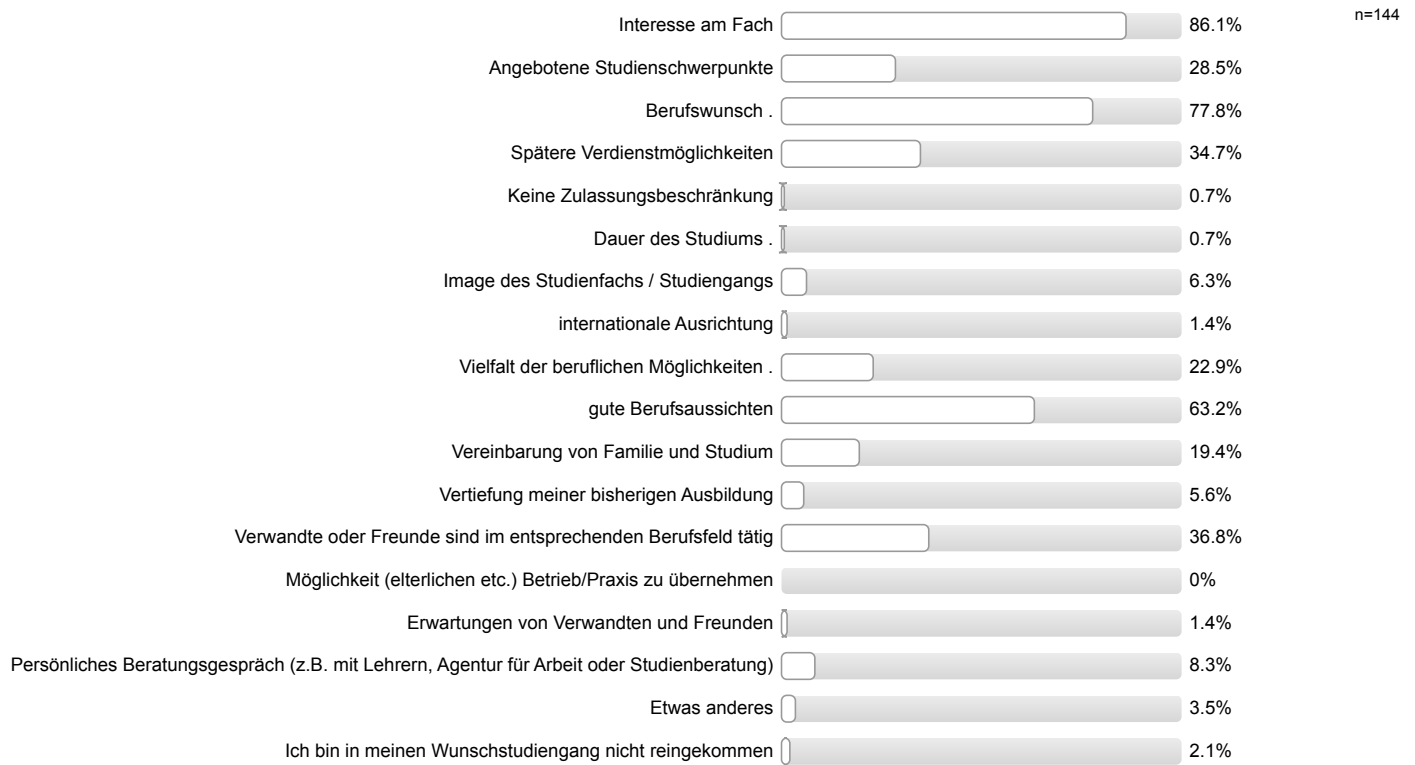 n=144
Interesse am Fach 86.1%
Angebotene Studienschwerpunkte 28.5%
Berufswunsch . 77.8%
Spätere Verdienstmöglichkeiten 34.7%
Keine Zulassungsbeschränkung 0.7%
Dauer des Studiums . 0.7%
Image des Studienfachs / Studiengangs 6.3%
internationale Ausrichtung 1.4%
Vielfalt der beruflichen Möglichkeiten . 22.9%
gute Berufsaussichten 63.2%
Vereinbarung von Familie und Studium 19.4%
Vertiefung meiner bisherigen Ausbildung 5.6%
Verwandte oder Freunde sind im entsprechenden Berufsfeld tätig 36.8%
Möglichkeit (elterlichen etc.) Betrieb/Praxis zu übernehmen 0%
Erwartungen von Verwandten und Freunden 1.4%
Persönliches Beratungsgespräch (z.B. mit Lehrern, Agentur für Arbeit oder Studienberatung) 8.3%
Etwas anderes 3.5%
Ich bin in meinen Wunschstudiengang nicht reingekommen 2.1%